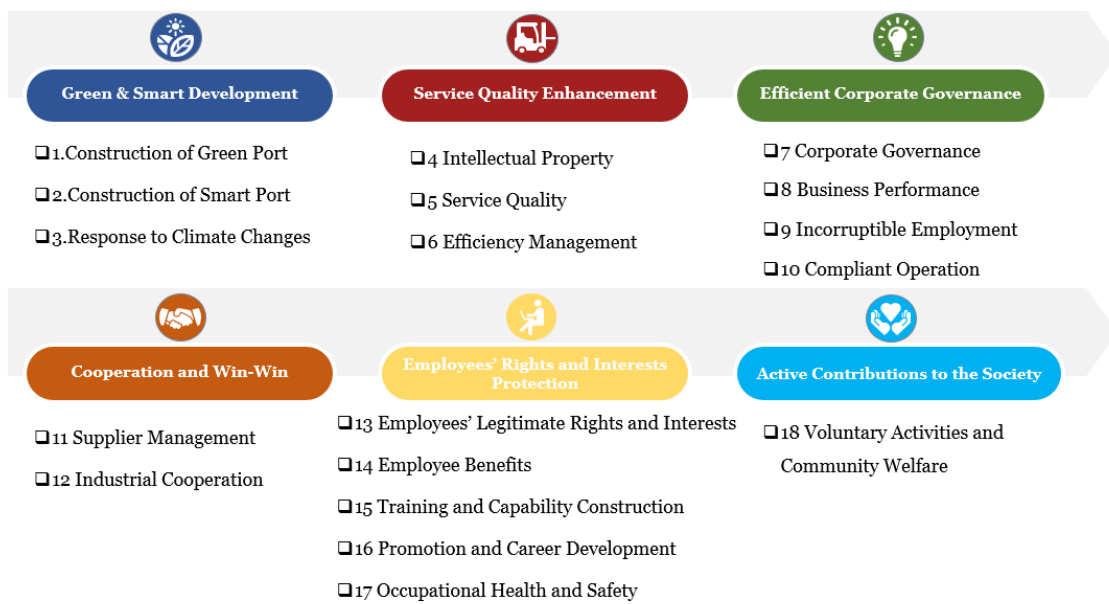 Green & Smart Development
❑1.Construction of Green Port
❑2.Construction of Smart Port
❑3.Response to Climate Changes
Service Quality Enhancement
❑4 Intellectual Property
❑5 Service Quality
❑6 Efficiency Management
Efficient Corporate Governance
❑7 Corporate Governance
❑8 Business Performance
❑9 Incorruptible Employment
❑10 Compliant Operation
Cooperation and Win-Win
❑11 Supplier Management
❑12 Industrial Cooperation
Employees’ Rights and Interests
Protection
❑13 Employees’ Legitimate Rights and Interests
❑14 Employee Benefits
❑15 Training and Capability Construction
❑16 Promotion and Career Development
❑17 Occupational Health and Safety
Active Contributions to the Society
❑18 Voluntary Activities and
Community Welfare